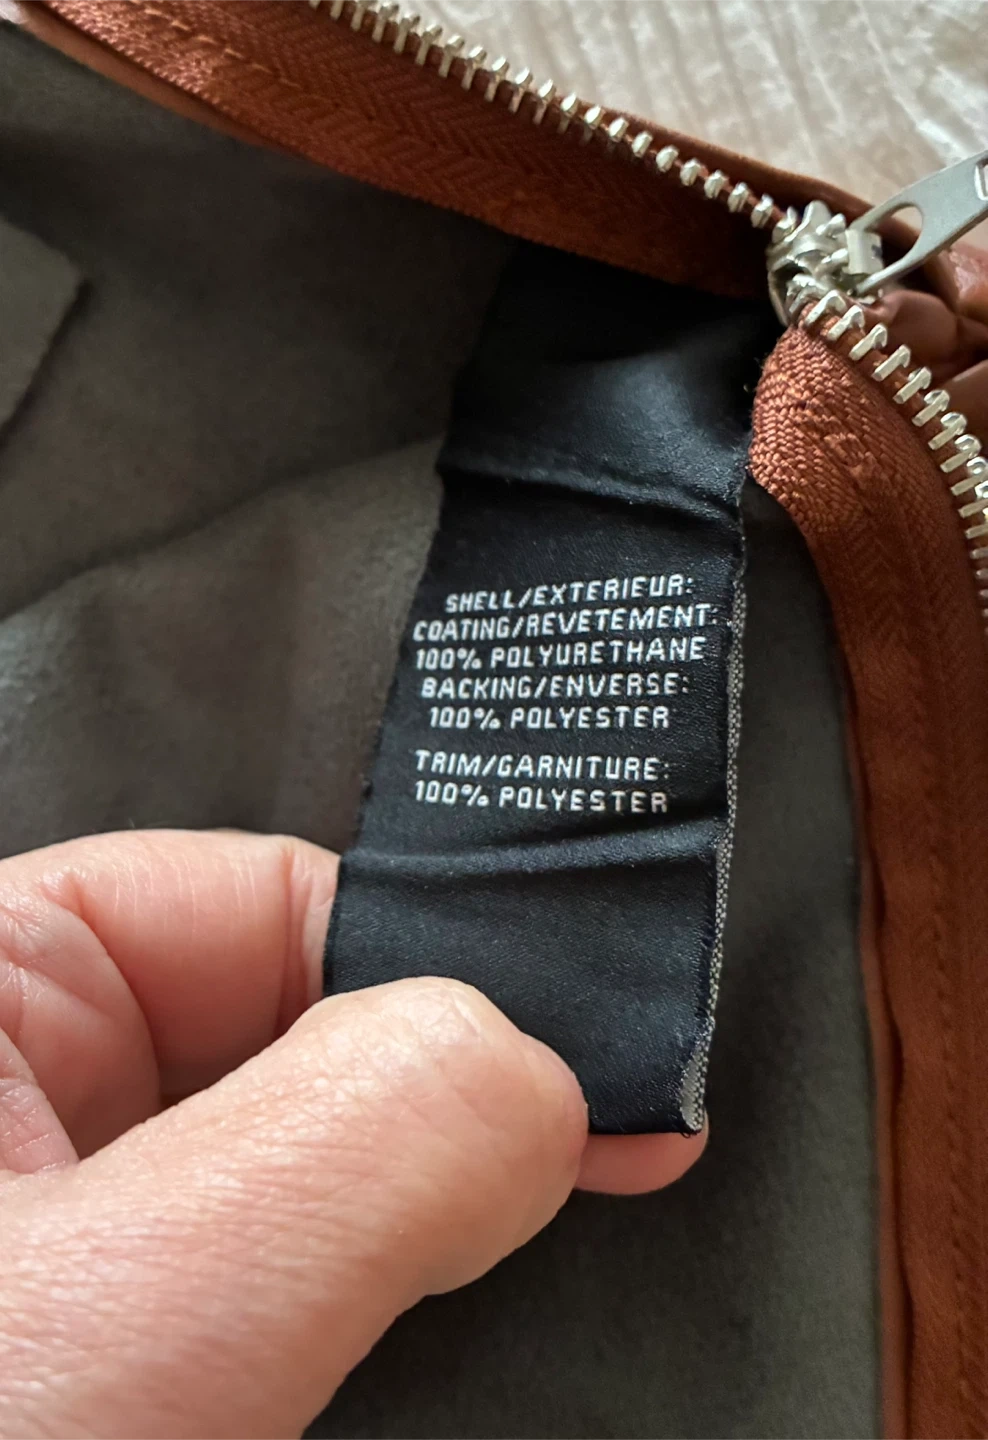 SHELL/EXTERIEUR:
COATING/REVETEMENT:
100% POLYURETHANE
BACKING/ENVERSE:
100% POLYESTER
TRIM/GARNITURE:
100% POLYESTER